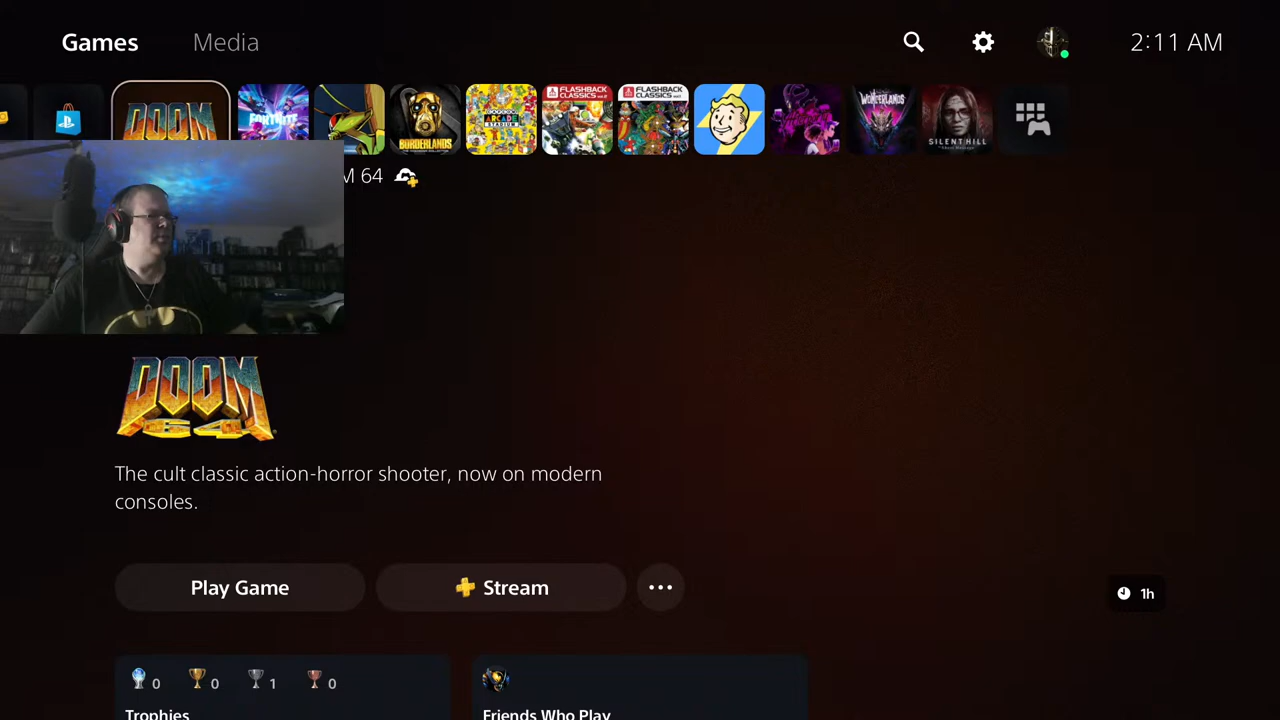 Games Media 2:11 AM
DOOM
FORTNITE
BORDERLANDS
ARCADE STADIUM
FLASHBACK CLASSICS
FLASHBACK CLASSICS
WONDERLANDS
SILENT HILL
M 64
DOOM
64
The cult classic action-horror shooter, now on modern
consoles.
Play Game Stream
1h
0 0 1 0
Trophies Friends Who Play